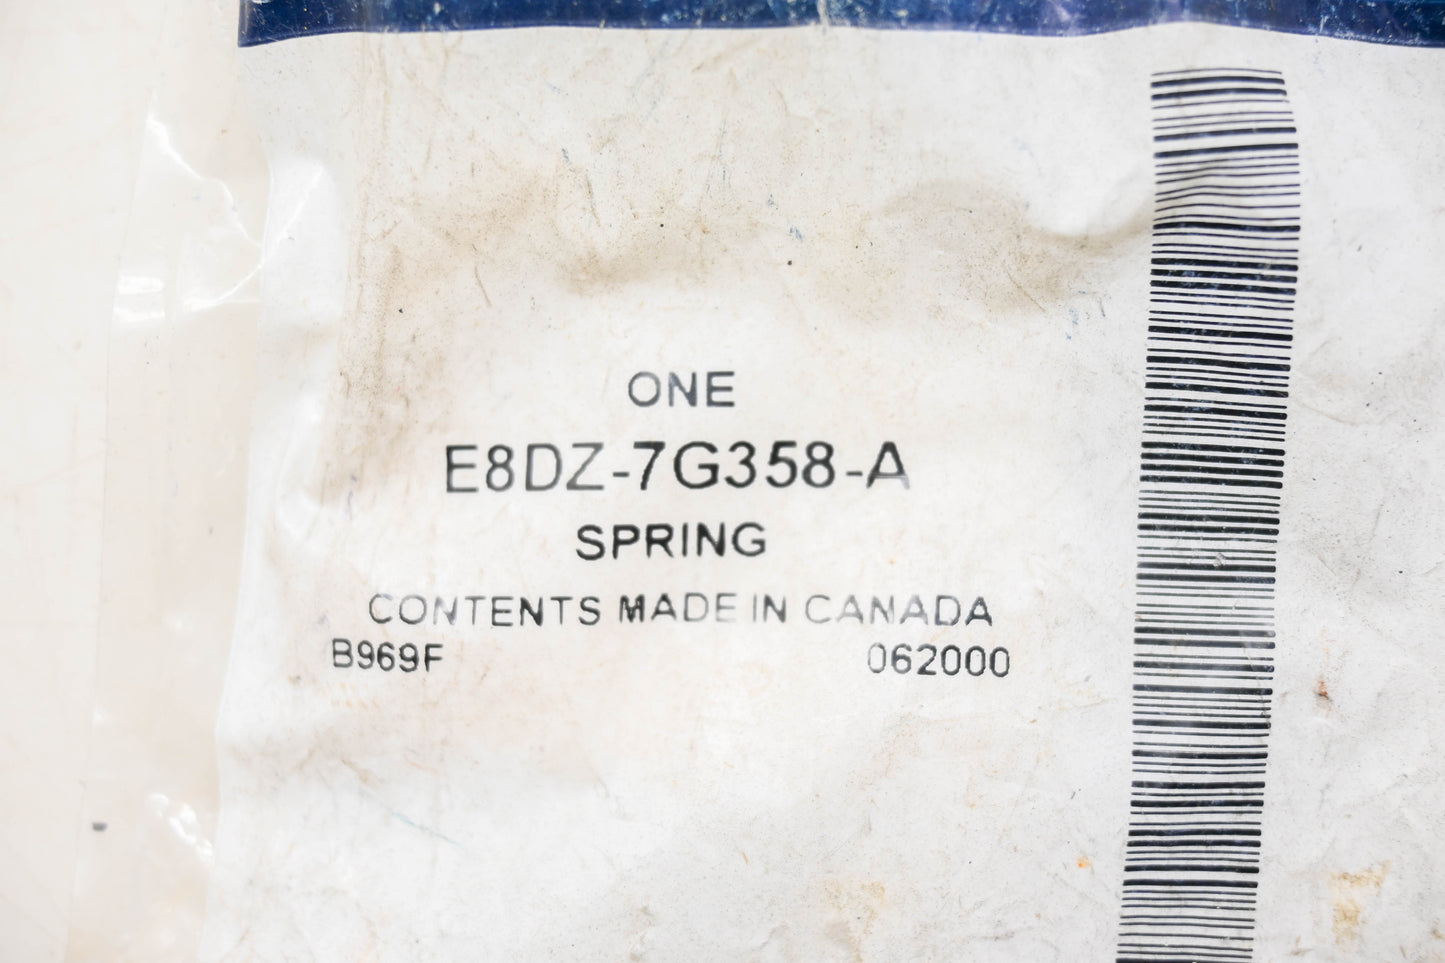 ONE
E8DZ-7G358-A
SPRING
CONTENTS MADE IN CANADA
B969F 062000